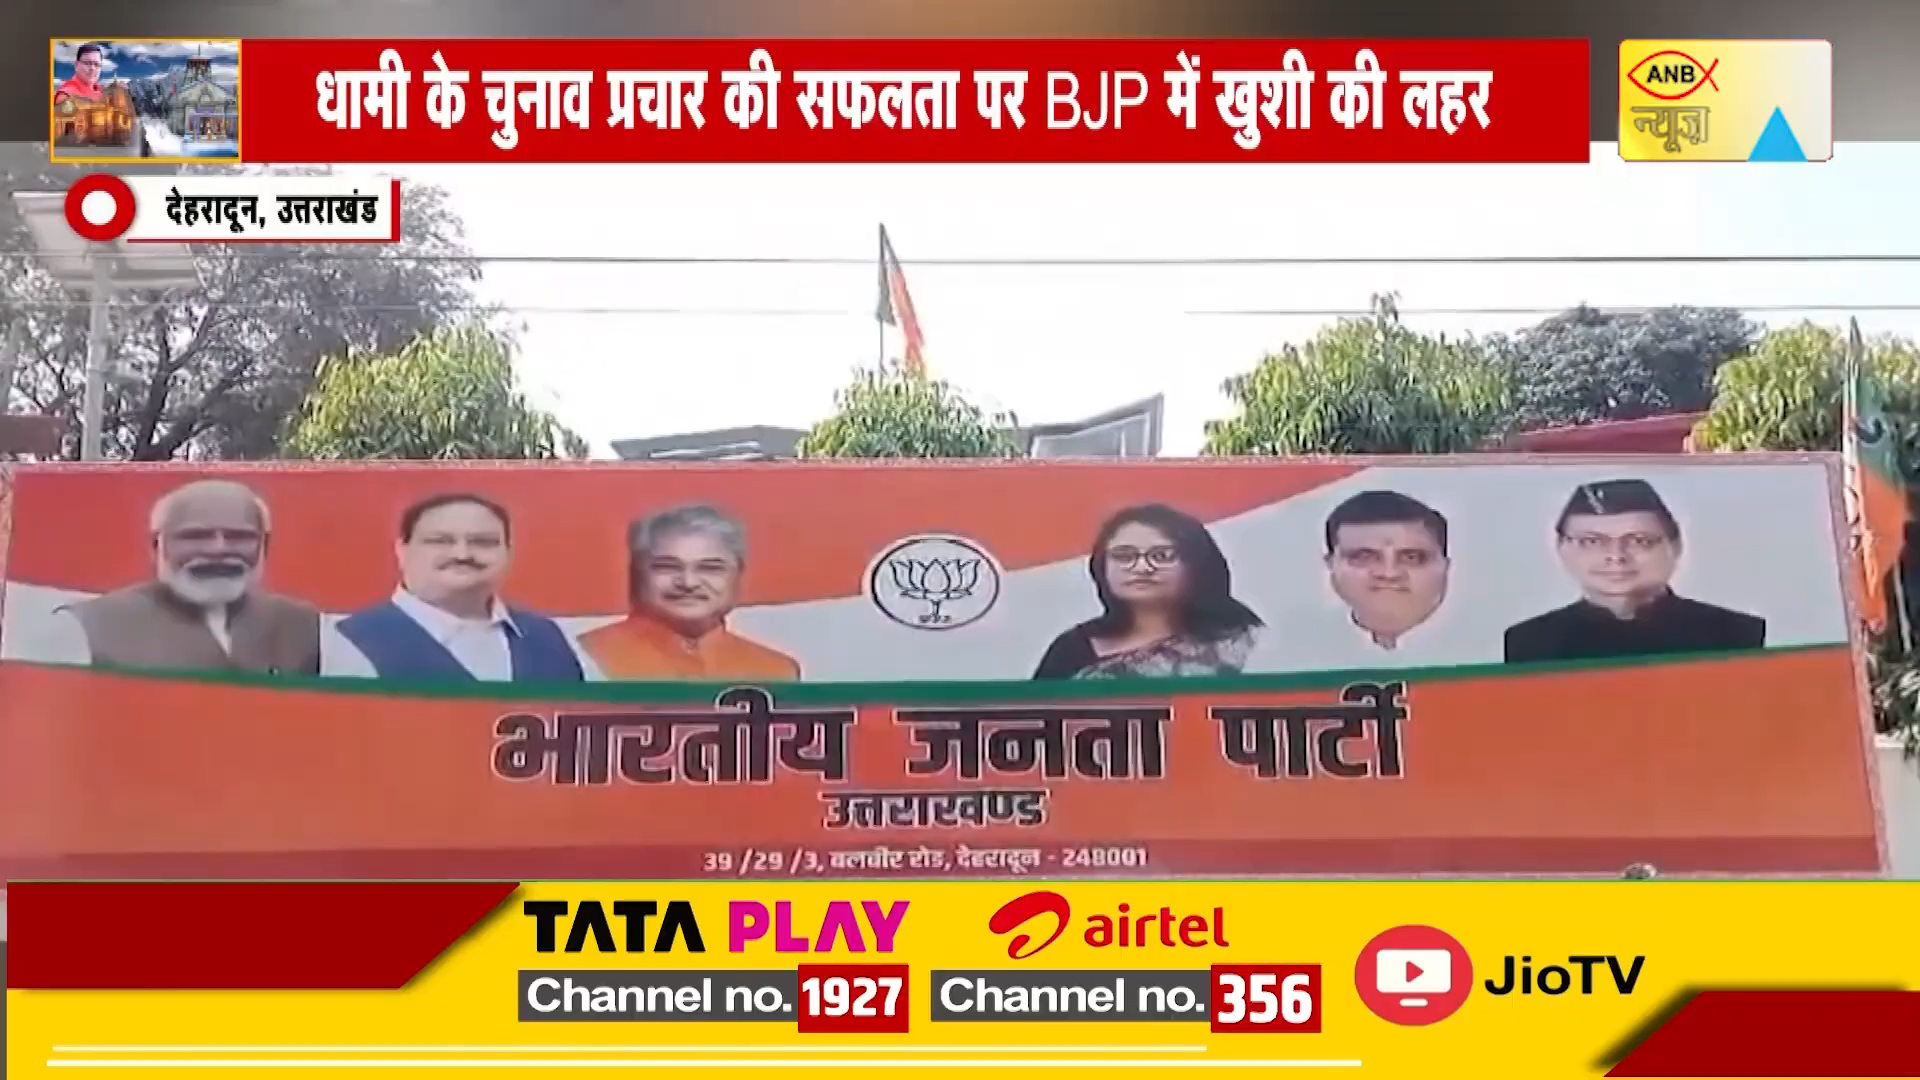 धामी के चुनाव प्रचार की सफलता पर BJP में खुशी की लहर
ANB
न्यूज़
देहरादून, उत्तराखंड
भारतीय जनता पार्टी
उत्तराखण्ड
39 /29 /3, बलबीर रोड, देहरादून - 248001
TATA PLAY
Channel no. 1927
airtel
Channel no. 356
JioTV